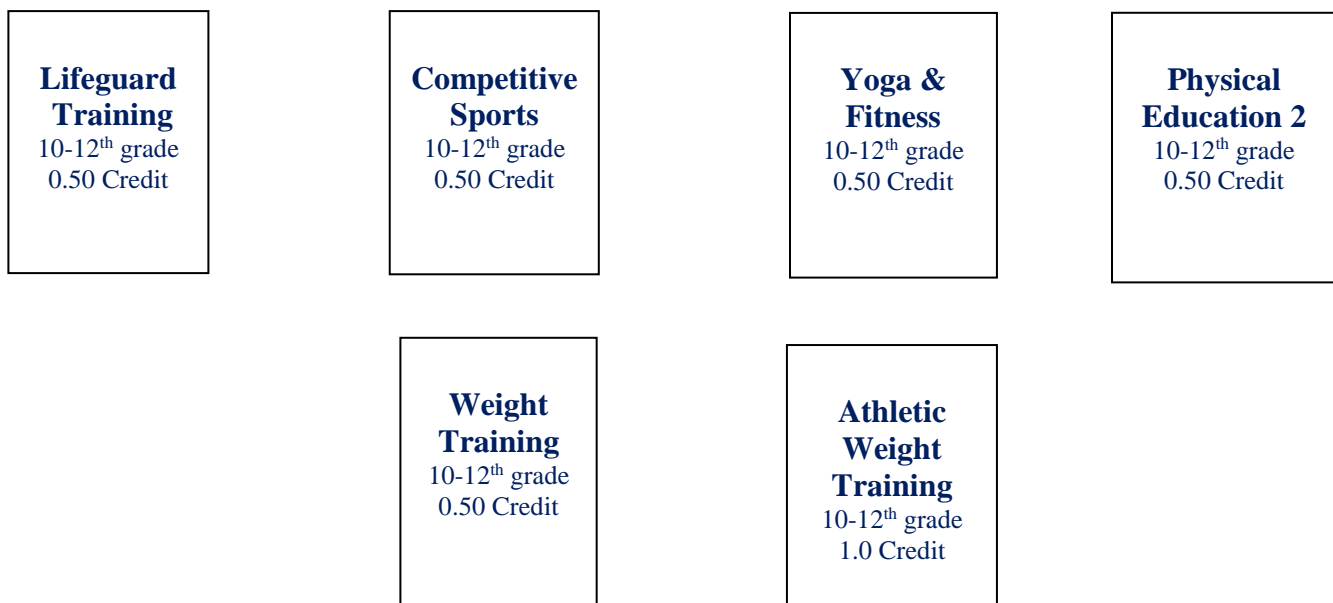 Lifeguard
Training
10-12th grade
0.50 Credit
Competitive
Sports
10-12th grade
0.50 Credit
Yoga &
Fitness
10-12th grade
0.50 Credit
Physical
Education 2
10-12th grade
0.50 Credit
Weight
Training
10-12th grade
0.50 Credit
Athletic
Weight
Training
10-12th grade
1.0 Credit